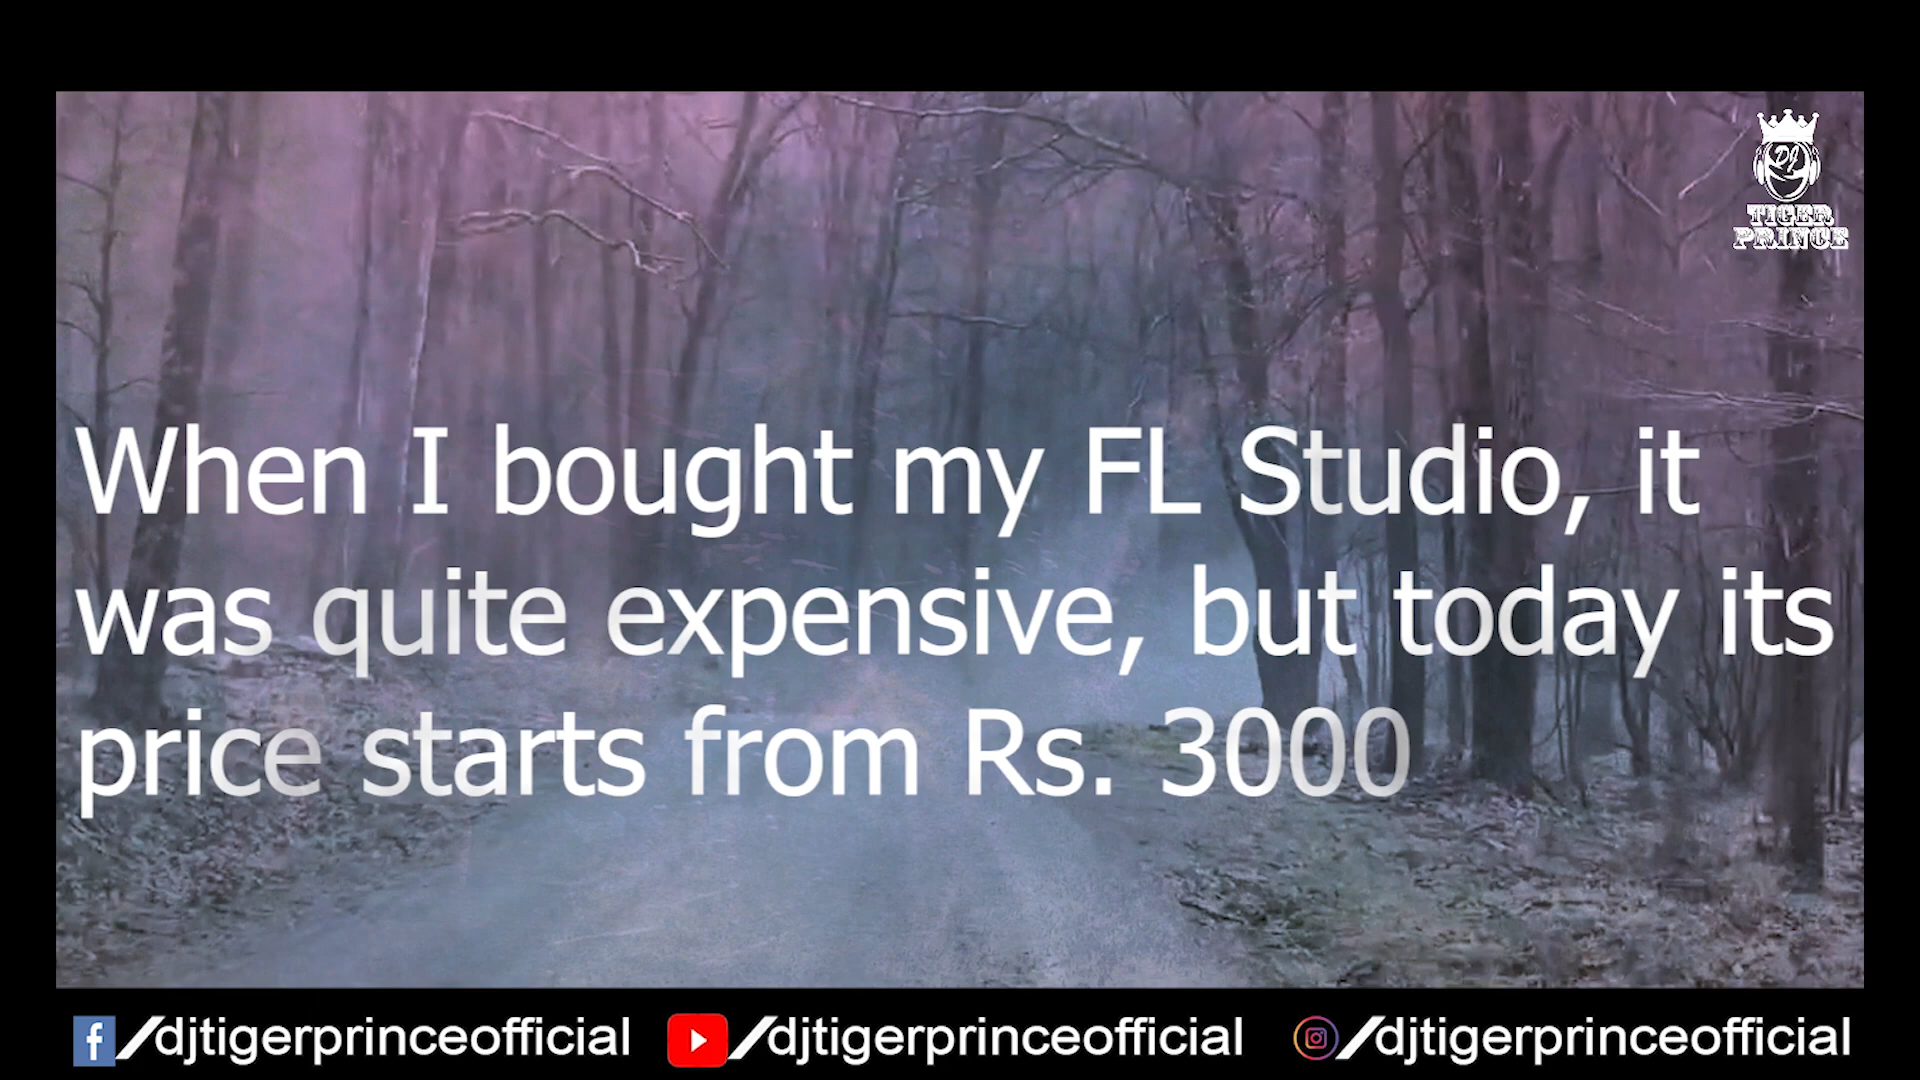 DJ
TIGER
PRINCE
When I bought my FL Studio, it
was quite expensive, but today its
price starts from Rs. 3000
/djtigerprinceofficial /djtigerprinceofficial /djtigerprinceofficial